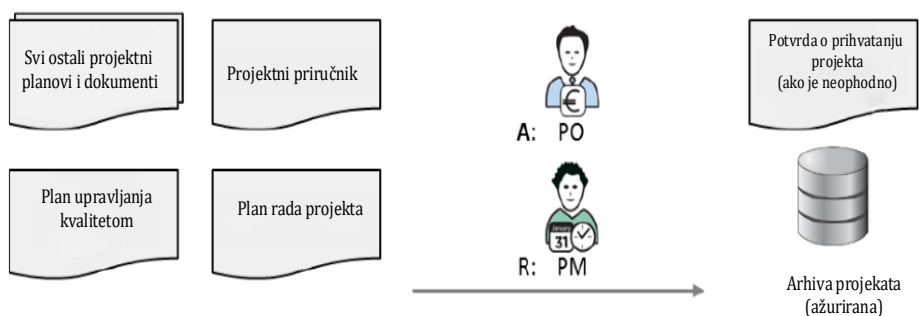 Svi ostali projektni
planovi i dokumenti
Projektni priručnik
€
A: PO
Potvrda o prihvatanju
projekta
(ako je neophodno)
Plan upravljanja
kvalitetom
Plan rada projekta
January
31
R: PM
Arhiva projekata
(ažurirana)